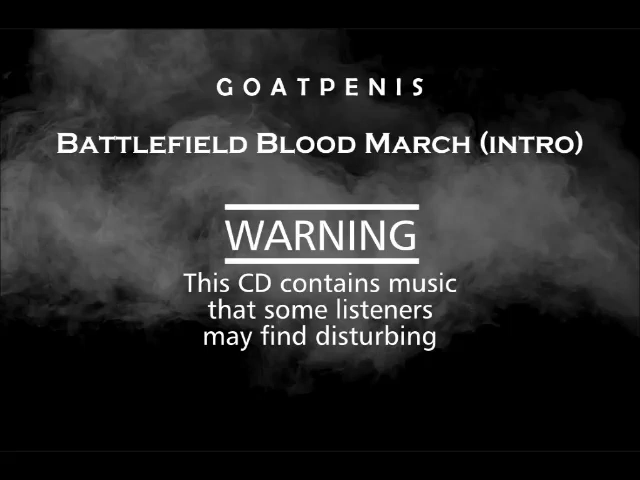 GOATPENIS
Battlefield Blood March (intro)
WARNING
This CD contains music
that some listeners
may find disturbing